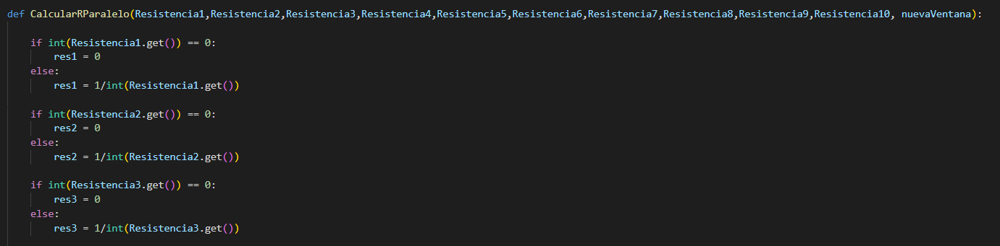 def CalcularRParalelo(Resistencia1,Resistencia2,Resistencia3,Resistencia4,Resistencia5,Resistencia6,Resistencia7,Resistencia8,Resistencia9,Resistencia10, nuevaVentana):
    if int(Resistencia1.get()) == 0:
        res1 = 0
    else:
        res1 = 1/int(Resistencia1.get())
    if int(Resistencia2.get()) == 0:
        res2 = 0
    else:
        res2 = 1/int(Resistencia2.get())
    if int(Resistencia3.get()) == 0:
        res3 = 0
    else:
        res3 = 1/int(Resistencia3.get())